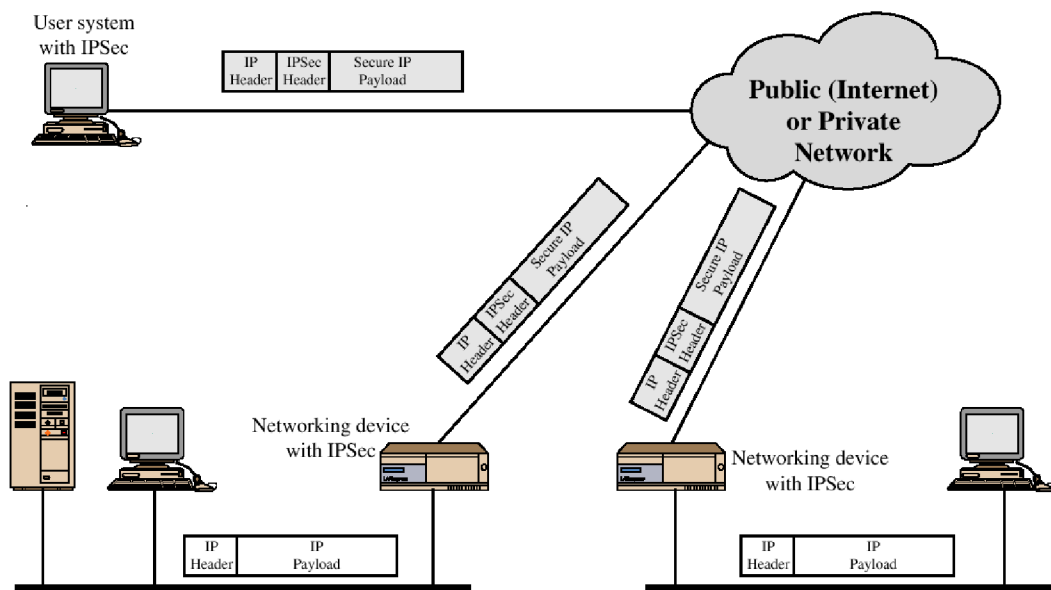 User system
with IPSec
IP
Header
IPSec
Header
Secure IP
Payload
Public (Internet)
or Private
Network
IP
Header
IPSec
Header
Secure IP
Payload
IP
Header
IPSec
Header
Secure IP
Payload
Networking device
with IPSec
Networking device
with IPSec
IP
Header
IP
Payload
IP
Header
IP
Payload